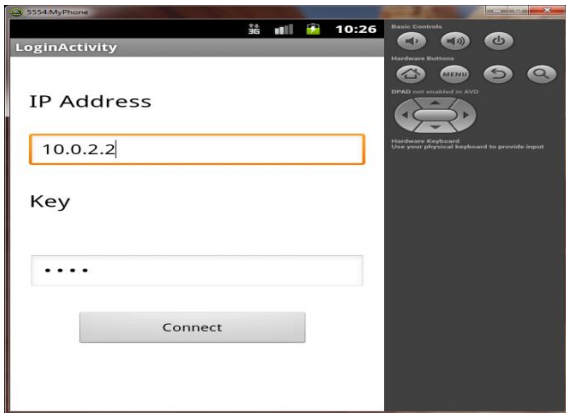 5554:MyPhone
3G
10:26
LoginActivity
IP Address
10.0.2.2
Key
••••
Connect
Basic Controls
Hardware Buttons
MENU
DPAD not enabled in AVD
Hardware Keyboard
Use your physical keyboard to provide input